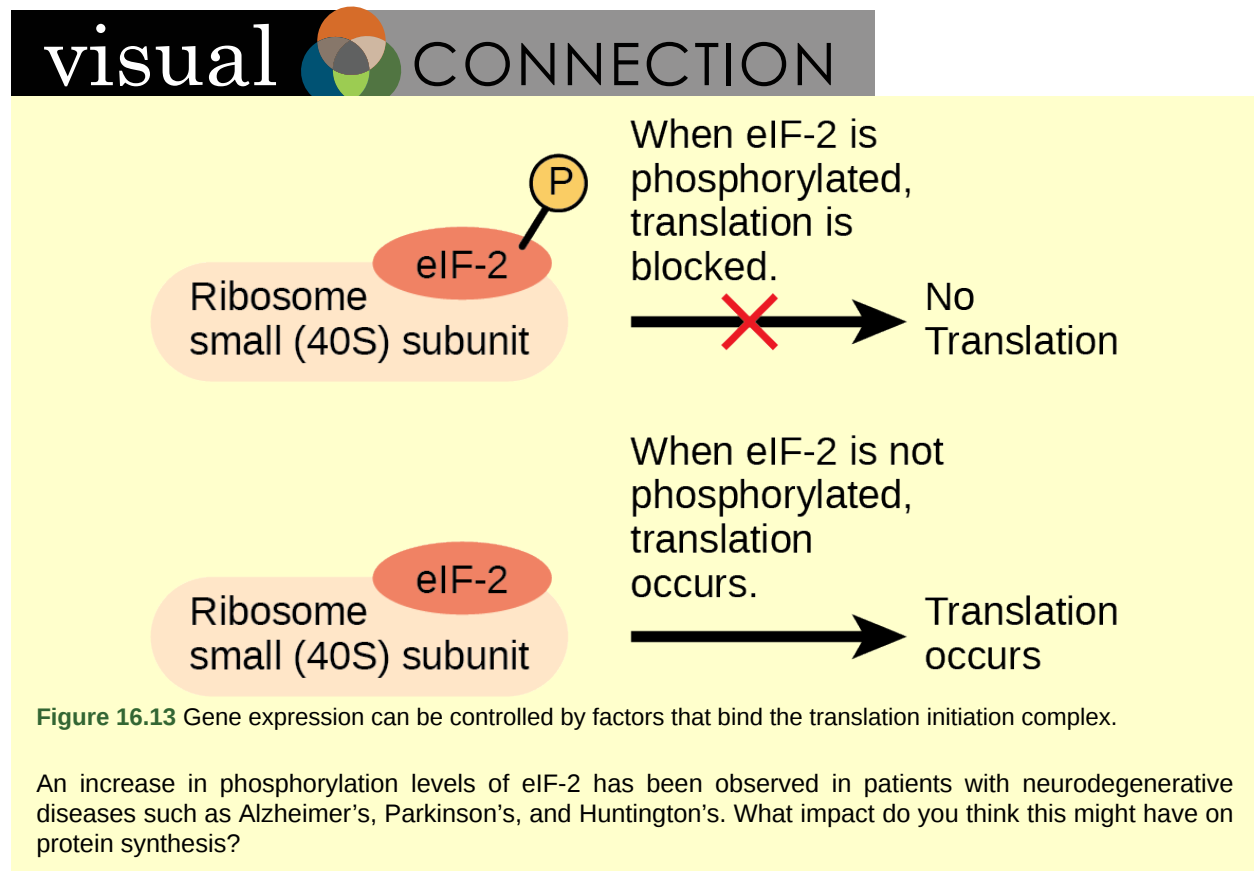 visual CONNECTION
When eIF-2 is
phosphorylated,
translation is
blocked.
P
eIF-2
Ribosome
small (40S) subunit
No
Translation
When eIF-2 is not
phosphorylated,
translation
occurs.
eIF-2
Ribosome
small (40S) subunit
Translation
occurs
Figure 16.13 Gene expression can be controlled by factors that bind the translation initiation complex.
An increase in phosphorylation levels of eIF-2 has been observed in patients with neurodegenerative
diseases such as Alzheimer’s, Parkinson’s, and Huntington’s. What impact do you think this might have on
protein synthesis?